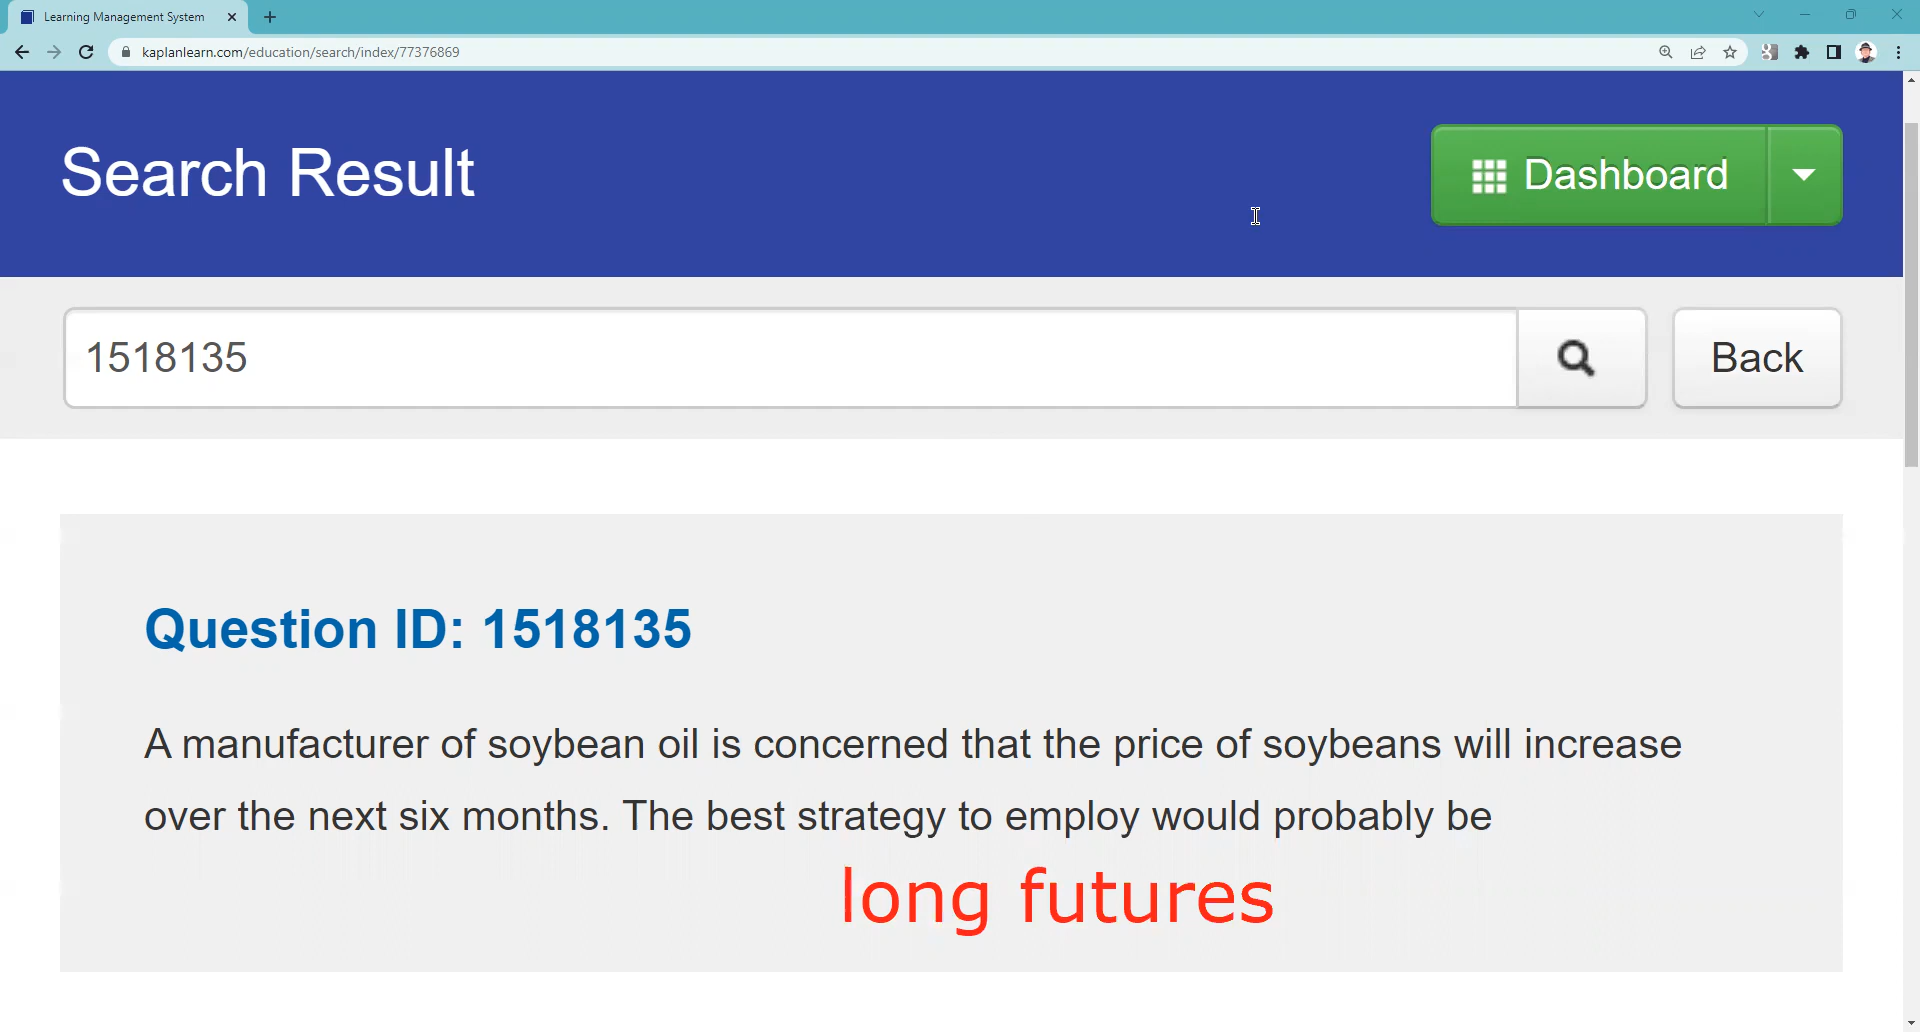 Learning Management System
kaplanlearn.com/education/search/index/77376869
Search Result
Dashboard
1518135
Back
Question ID: 1518135
A manufacturer of soybean oil is concerned that the price of soybeans will increase
over the next six months. The best strategy to employ would probably be
long futures